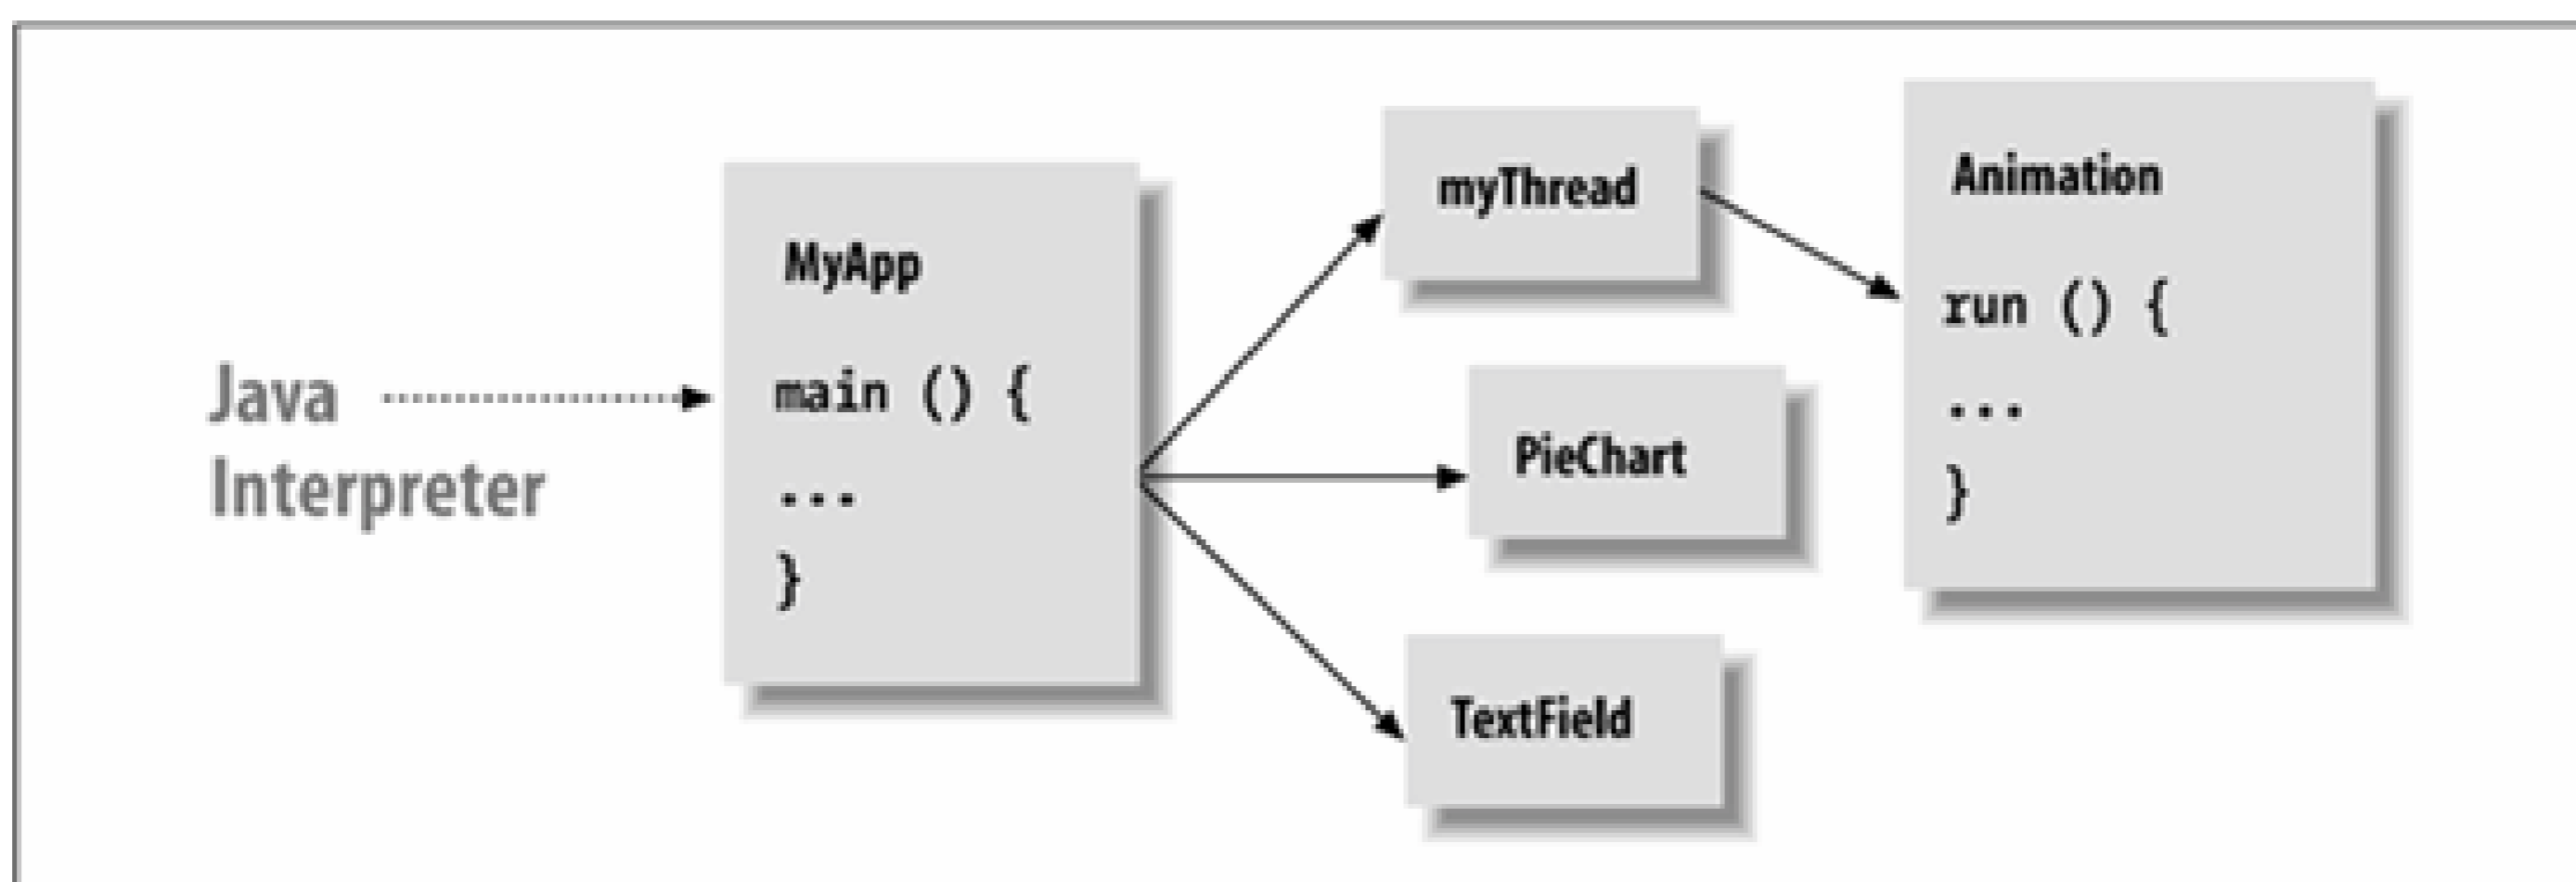 Java
Interpreter
MyApp
main () {
...
}
myThread
PieChart
TextField
Animation
run () {
...
}